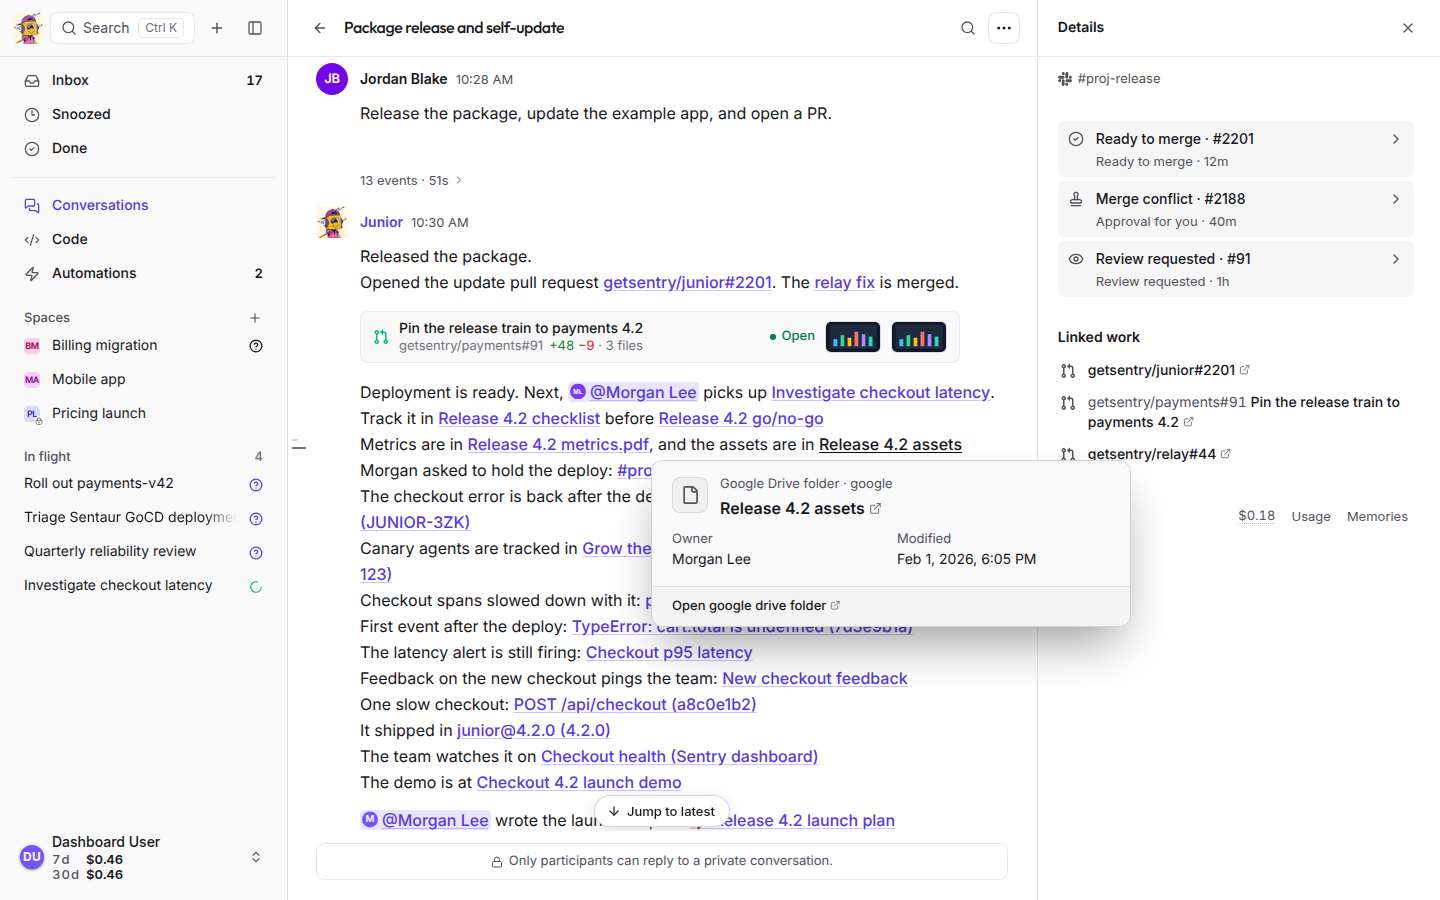 Search
Ctrl K
Inbox
17
Snoozed
Done
Conversations
Code
Automations
2
Spaces
BM
Billing migration
MA
Mobile app
PL
Pricing launch
In flight
4
Roll out payments-v42
Triage Sentaur GoCD deployme
Quarterly reliability review
Investigate checkout latency
DU
Dashboard User
7d $0.46
30d $0.46
Package release and self-update
JB
Jordan Blake 10:28 AM
Release the package, update the example app, and open a PR.
13 events · 51s
Junior 10:30 AM
Released the package.
Opened the update pull request getsentry/junior#2201. The relay fix is merged.
Pin the release train to payments 4.2
getsentry/payments#91 +48 −9 · 3 files
Open
Deployment is ready. Next, ML @Morgan Lee picks up Investigate checkout latency.
Track it in Release 4.2 checklist before Release 4.2 go/no-go
Metrics are in Release 4.2 metrics.pdf, and the assets are in Release 4.2 assets
Morgan asked to hold the deploy: #pro
The checkout error is back after the de
(JUNIOR-3ZK)
Canary agents are tracked in Grow the
123)
Checkout spans slowed down with it: p
First event after the deploy: TypeError: cart.total is undefined (7d3e9b1a)
The latency alert is still firing: Checkout p95 latency
Feedback on the new checkout pings the team: New checkout feedback
One slow checkout: POST /api/checkout (a8c0e1b2)
It shipped in junior@4.2.0 (4.2.0)
The team watches it on Checkout health (Sentry dashboard)
The demo is at Checkout 4.2 launch demo
M @Morgan Lee wrote the laun
elease 4.2 launch plan
Jump to latest
Only participants can reply to a private conversation.
Google Drive folder · google
Release 4.2 assets
Owner
Morgan Lee
Modified
Feb 1, 2026, 6:05 PM
Open google drive folder
Details
#proj-release
Ready to merge · #2201
Ready to merge · 12m
Merge conflict · #2188
Approval for you · 40m
Review requested · #91
Review requested · 1h
Linked work
getsentry/junior#2201
getsentry/payments#91 Pin the release train to
payments 4.2
getsentry/relay#44
$0.18
Usage
Memories